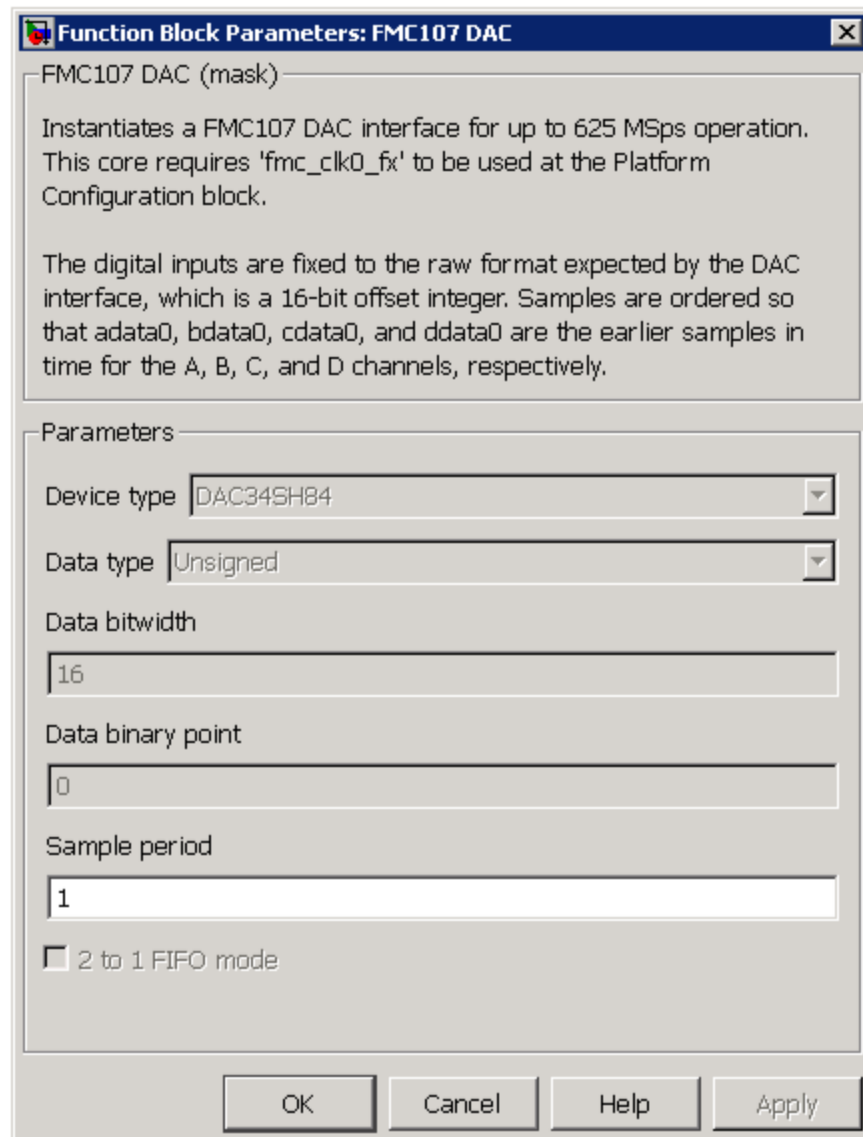 Function Block Parameters: FMC107 DAC
FMC107 DAC (mask)
Instantiates a FMC107 DAC interface for up to 625 MSps operation.
This core requires 'fmc_clk0_fx' to be used at the Platform
Configuration block.
The digital inputs are fixed to the raw format expected by the DAC
interface, which is a 16-bit offset integer. Samples are ordered so
that adata0, bdata0, cdata0, and ddata0 are the earlier samples in
time for the A, B, C, and D channels, respectively.
Parameters
Device type DAC34SH84
Data type Unsigned
Data bitwidth
16
Data binary point
0
Sample period
1
2 to 1 FIFO mode
OK Cancel Help Apply